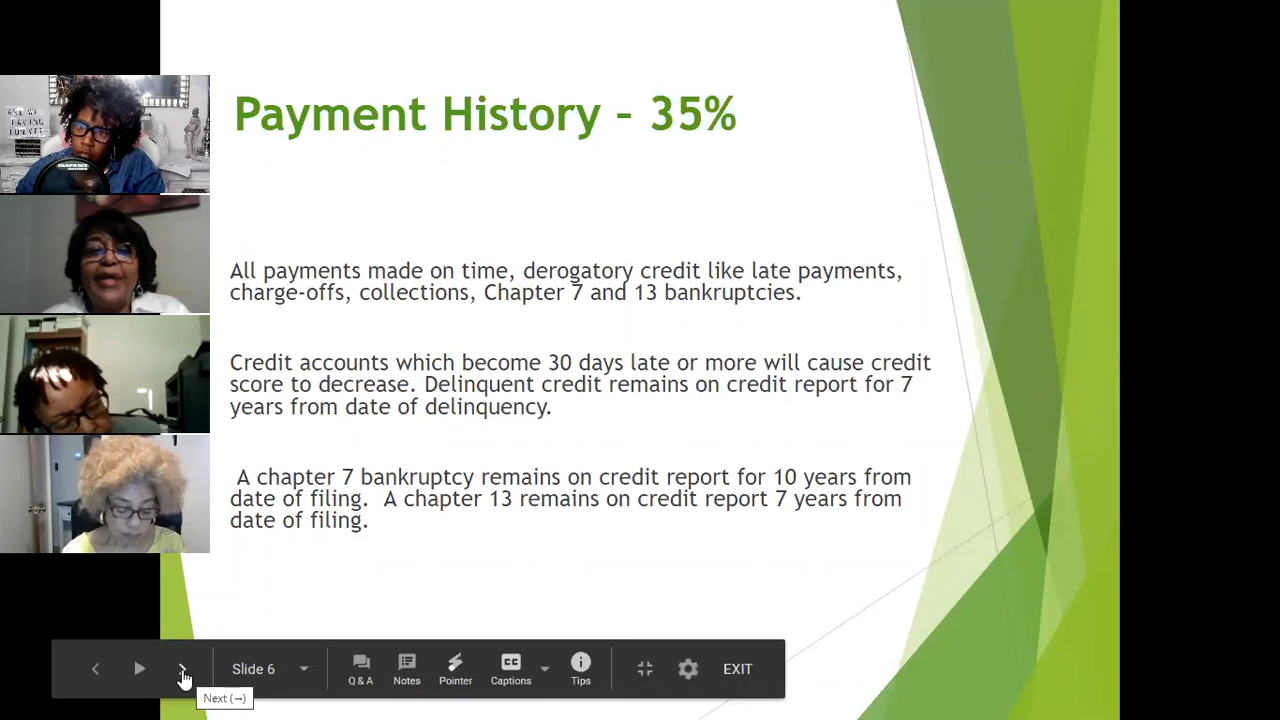 Payment History - 35%
All payments made on time, derogatory credit like late payments,
charge-offs, collections, Chapter 7 and 13 bankruptcies.
Credit accounts which become 30 days late or more will cause credit
score to decrease. Delinquent credit remains on credit report for 7
years from date of delinquency.
A chapter 7 bankruptcy remains on credit report for 10 years from
date of filing.  A chapter 13 remains on credit report 7 years from
date of filing.
Slide 6
Q & A
Notes
Pointer
CC
Captions
Tips
EXIT
Next (→)